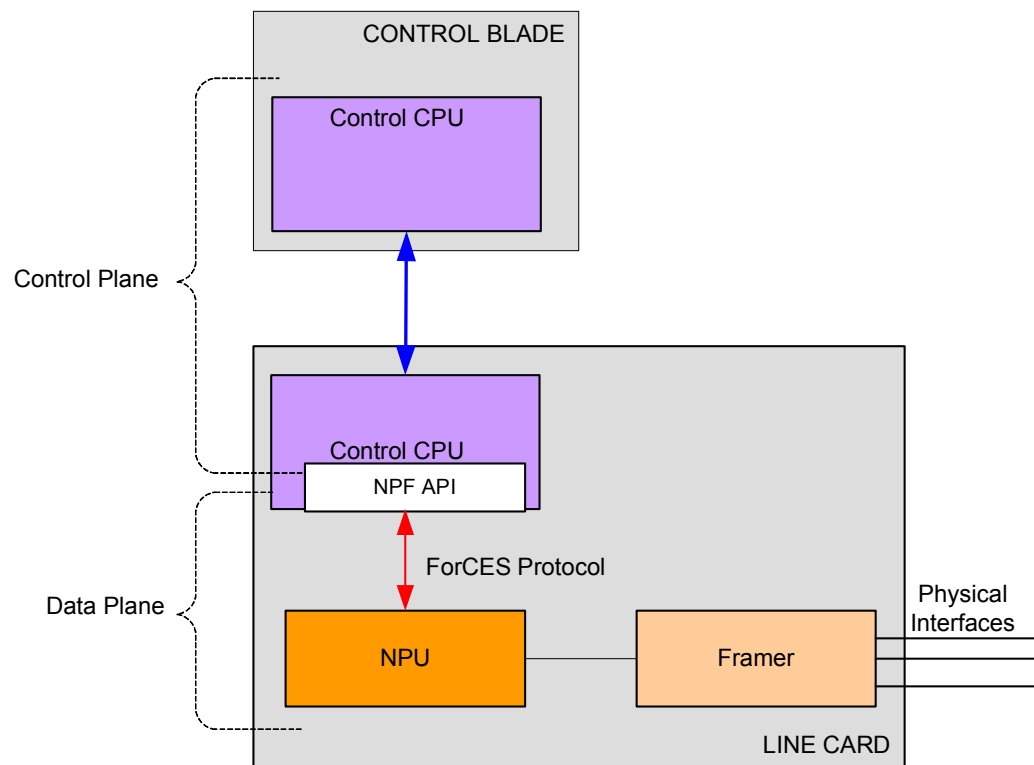 CONTROL BLADE
Control CPU
Control Plane
Control CPU
NPF API
ForCES Protocol
Data Plane
Physical
Interfaces
NPU
Framer
LINE CARD